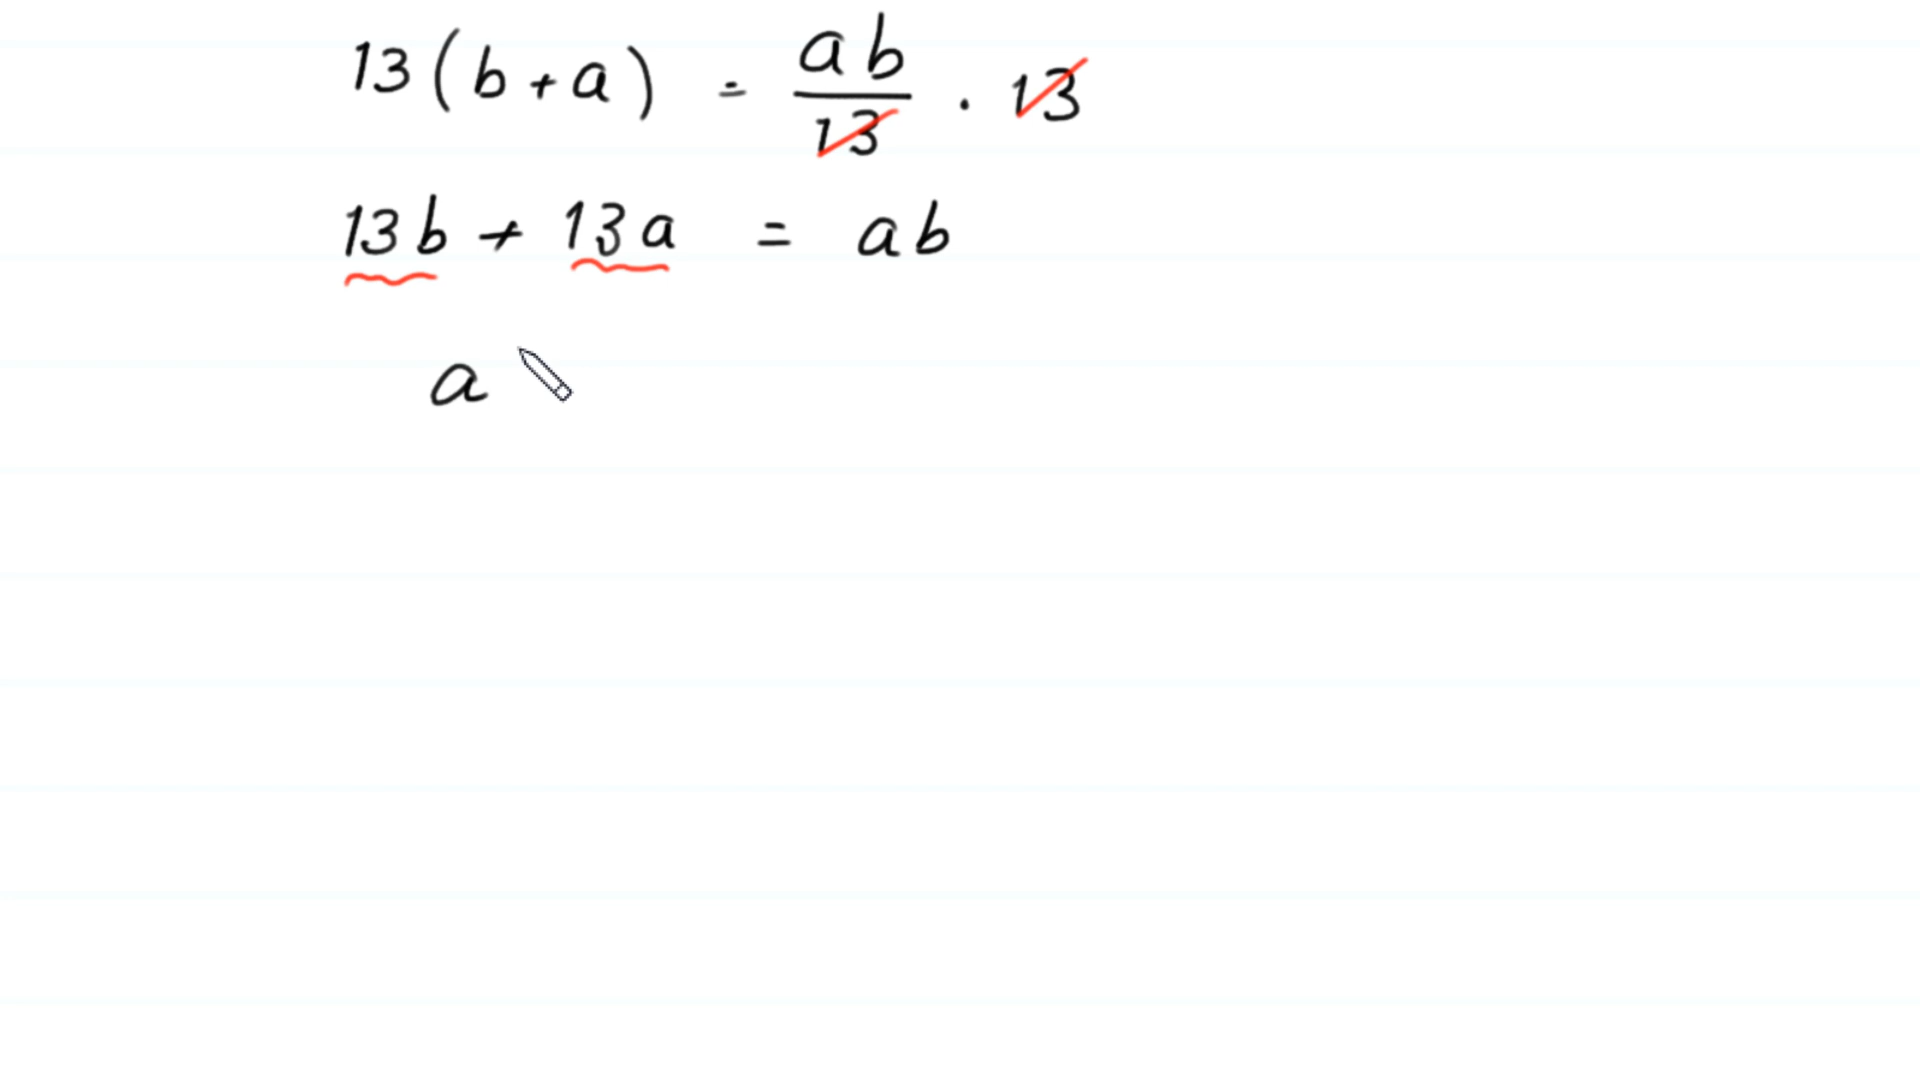 13(b+a) = ab/13 · 13
13b + 13a = ab
a